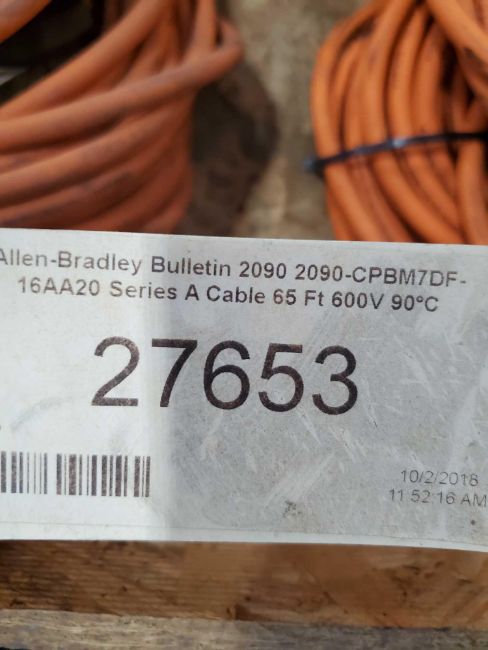 Allen-Bradley Bulletin 2090 2090-CPBM7DF-
16AA20 Series A Cable 65 Ft 600V 90°C
27653
10/2/2018
11:52:16 AM